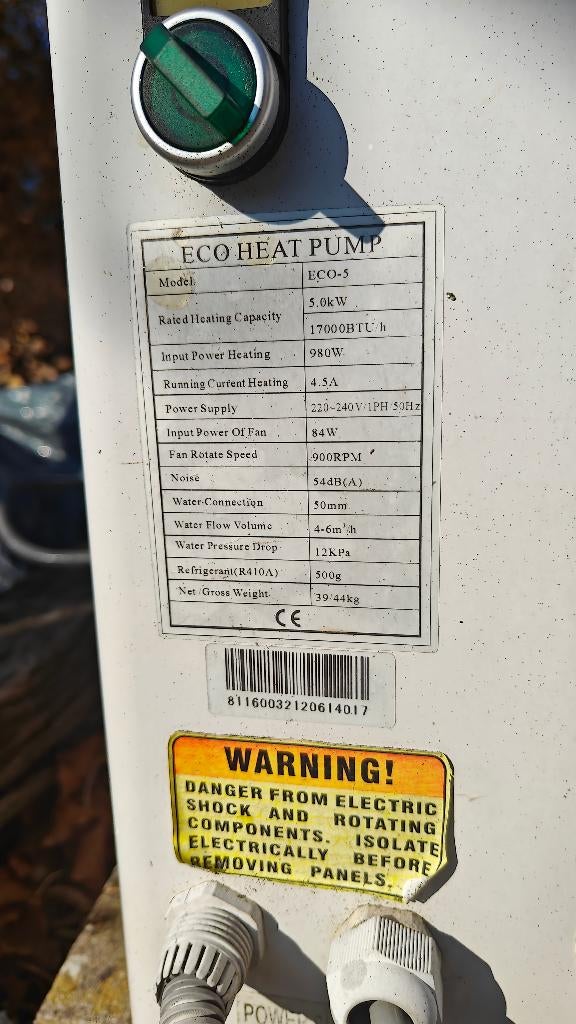 ECO HEAT PUMP
Model ECO-5
Rated Heating Capacity 5.0kW
17000BTU/h
Input Power Heating 980W
Running Current Heating 4.5A
Power Supply 220~240V/1PH/50Hz
Input Power Of Fan 84W
Fan Rotate Speed 900RPM
Noise 54dB(A)
Water Connection 50mm
Water Flow Volume 4-6m³/h
Water Pressure Drop 12KPa
Refrigerant(R410A) 500g
Net/Gross Weight 39/44kg
CE
81160032120614017
WARNING!
DANGER FROM ELECTRIC
SHOCK AND ROTATING
COMPONENTS. ISOLATE
ELECTRICALLY BEFORE
REMOVING PANELS.
POWER